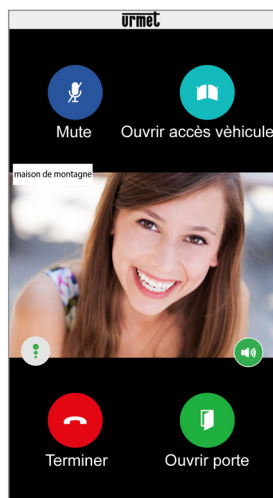 urmet
Mute
Ouvrir accès vèhicule
maison de montagne
Terminer
Ouvrir porte